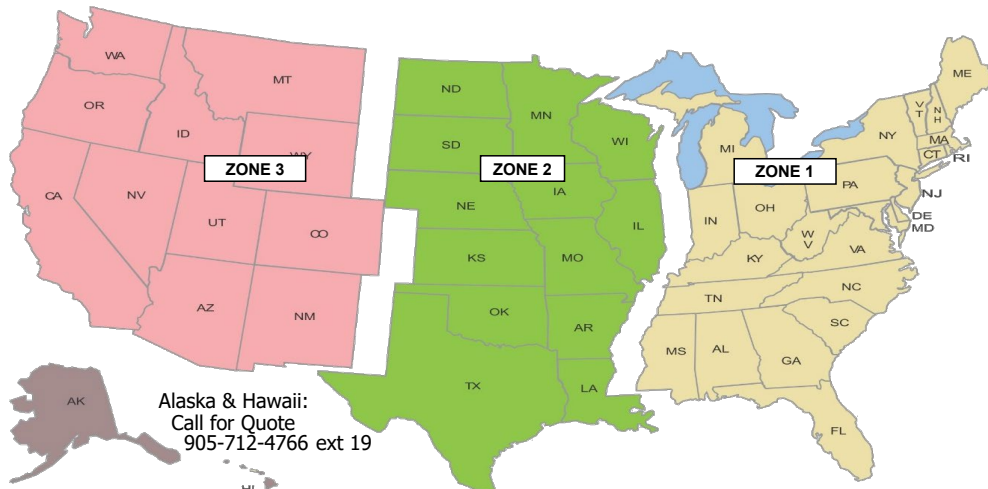 WA
MT
ME
ND
OR
MN
VT
NH
NY
ID
WI
MA
SD
MI
CT
RI
WY
ZONE 3
ZONE 2
ZONE 1
PA
IA
NJ
CA
NV
NE
OH
UT
IN
IL
DE
MD
CO
WV
VA
KS
MO
KY
NC
TN
AZ
OK
NM
AR
SC
MS
AL
GA
TX
LA
AK
Alaska & Hawaii:
Call for Quote
905-712-4766 ext 19
FL
HI